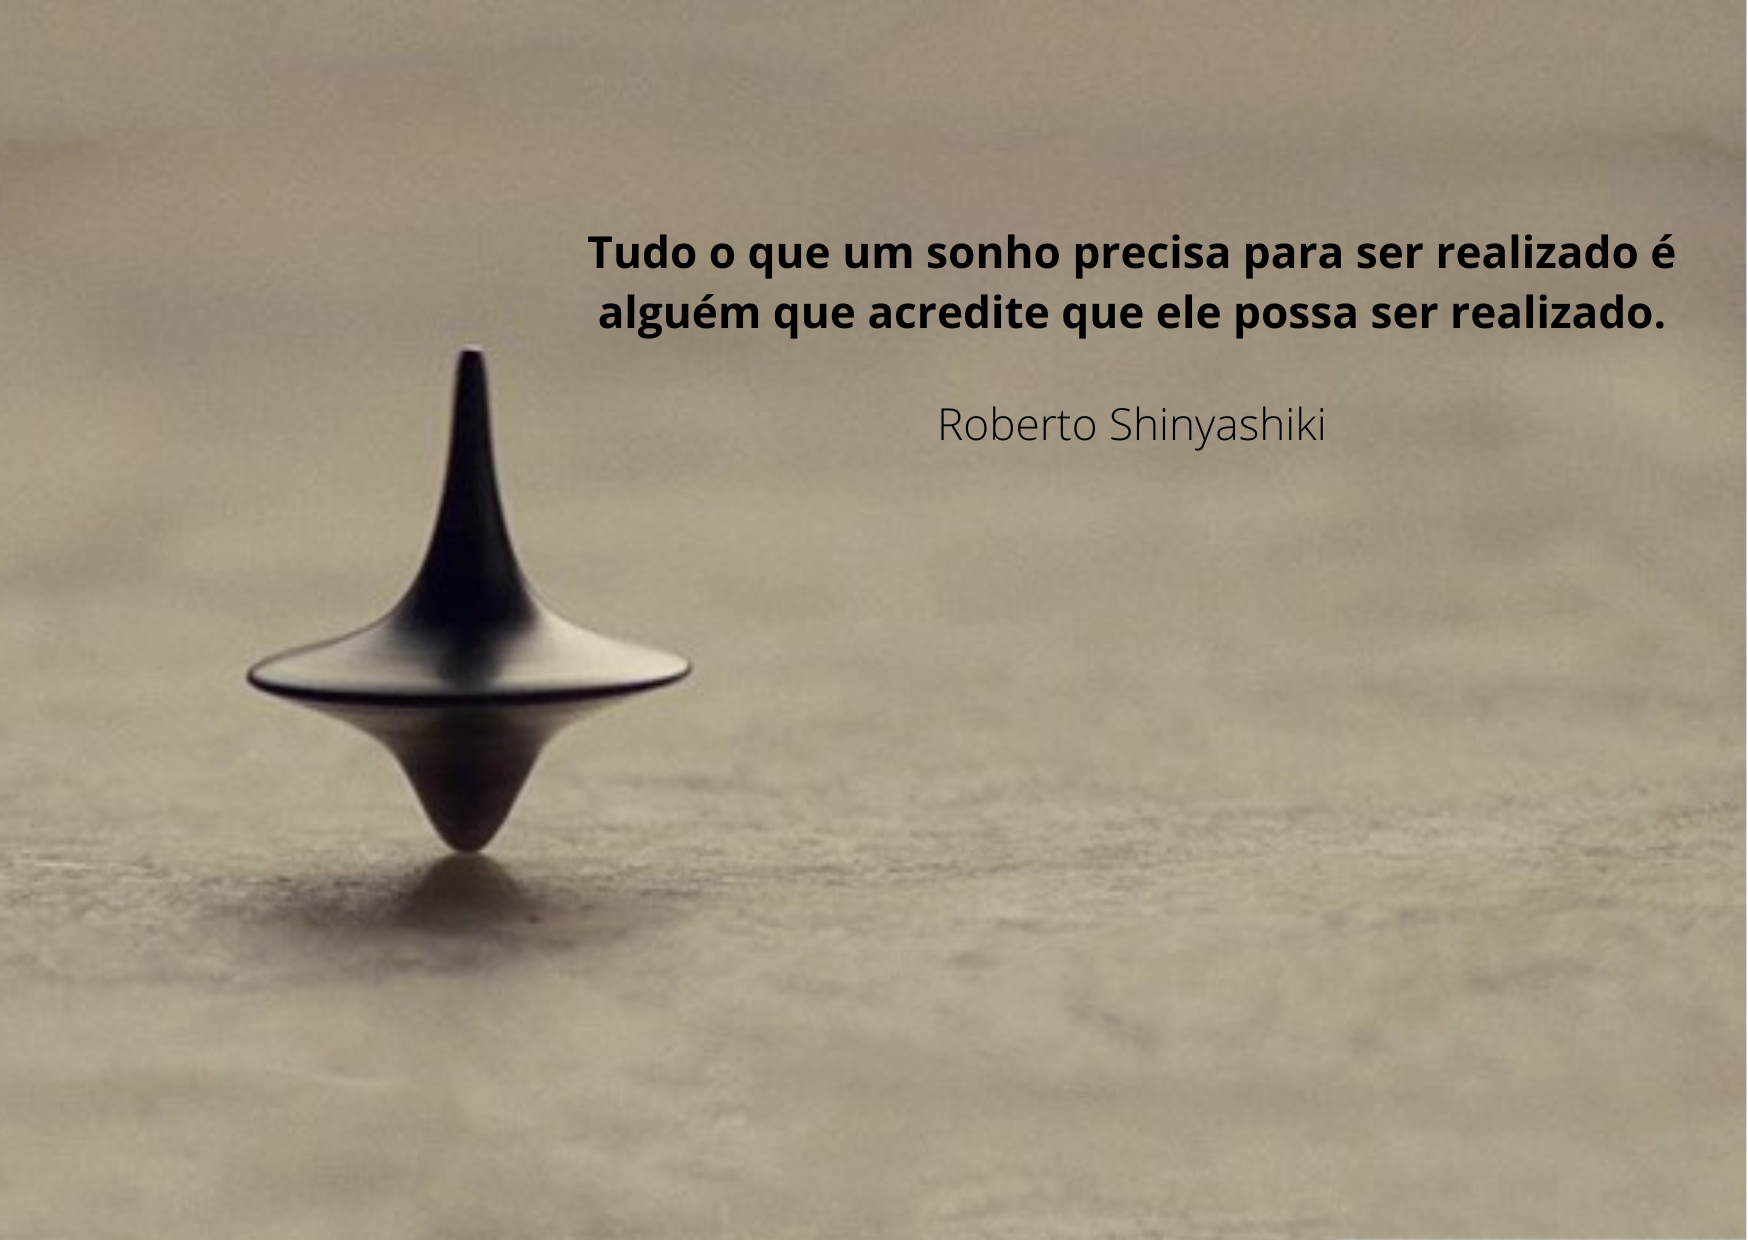 Tudo o que um sonho precisa para ser realizado é
alguém que acredite que ele possa ser realizado.
Roberto Shinyashiki